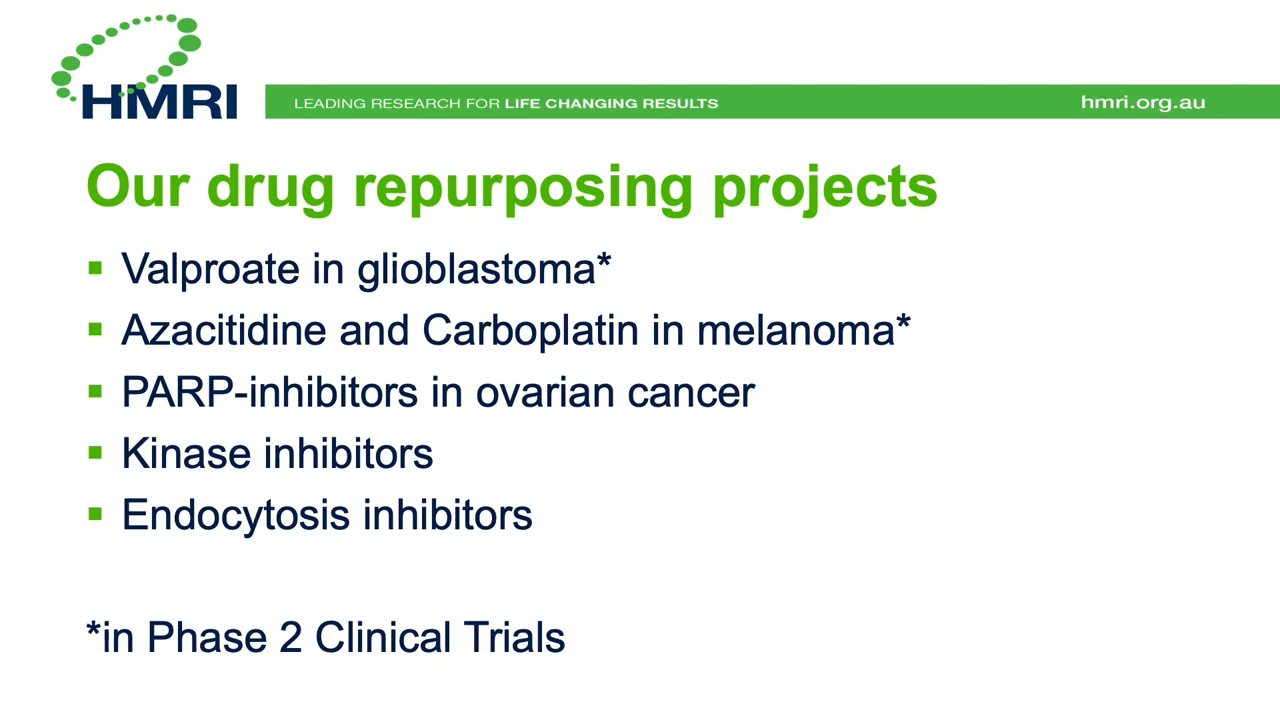 HMRI
LEADING RESEARCH FOR LIFE CHANGING RESULTS
hmri.org.au
Our drug repurposing projects
Valproate in glioblastoma*
Azacitidine and Carboplatin in melanoma*
PARP-inhibitors in ovarian cancer
Kinase inhibitors
Endocytosis inhibitors
*in Phase 2 Clinical Trials